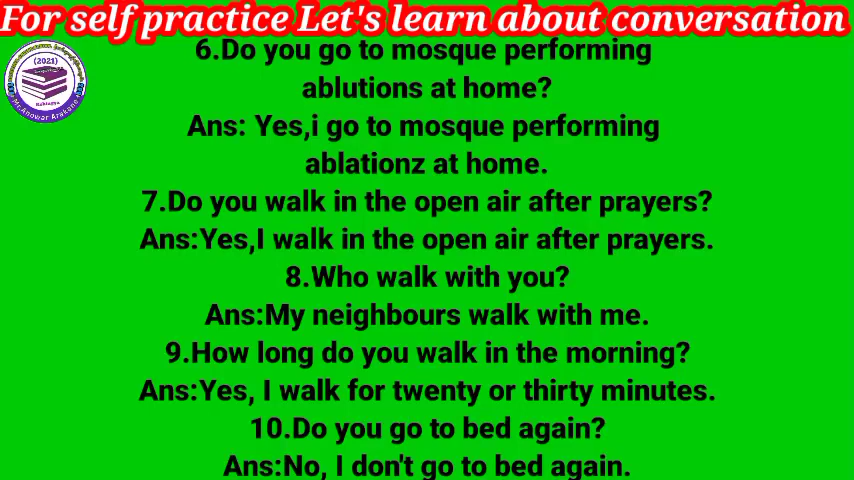 For self practice Let's learn about conversation
6.Do you go to mosque performing
ablutions at home?
(2021)
Mr.Anowar Arakane
Ans: Yes,i go to mosque performing
ablationz at home.
7.Do you walk in the open air after prayers?
Ans:Yes,I walk in the open air after prayers.
8.Who walk with you?
Ans:My neighbours walk with me.
9.How long do you walk in the morning?
Ans:Yes, I walk for twenty or thirty minutes.
10.Do you go to bed again?
Ans:No, I don't go to bed again.